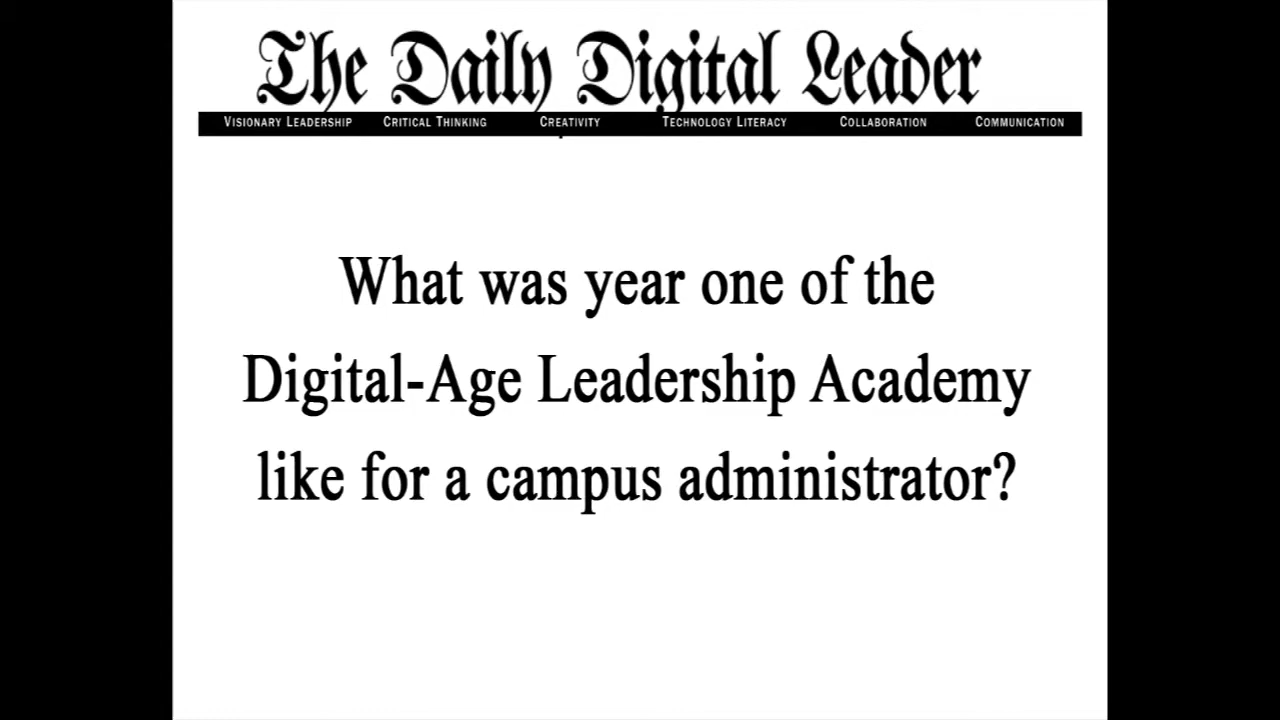 The Daily Digital Leader
VISIONARY LEADERSHIP CRITICAL THINKING CREATIVITY TECHNOLOGY LITERACY COLLABORATION COMMUNICATION
What was year one of the
Digital-Age Leadership Academy
like for a campus administrator?